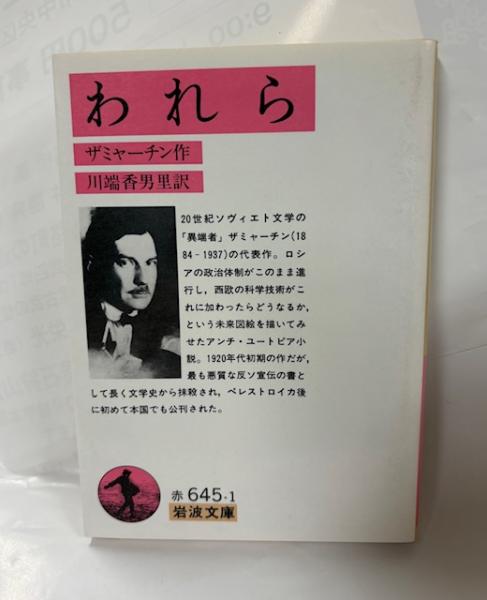 われら
ザミャーチン作
川端香男里訳
20世紀ソヴィエト文学の
「異端者」ザミャーチン(18
84-1937)の代表作。ロシ
アの政治体制がこのまま進
行し，西欧の科学技術がこ
れに加わったらどうなるか，
という未来図絵を描いてみ
せたアンチ・ユートピア小
説。1920年代初期の作だが，
最も悪質な反ソ宣伝の書と
して長く文学史から抹殺され，ペレストロイカ後
に初めて本国でも公刊された。
赤 645-1
岩波文庫